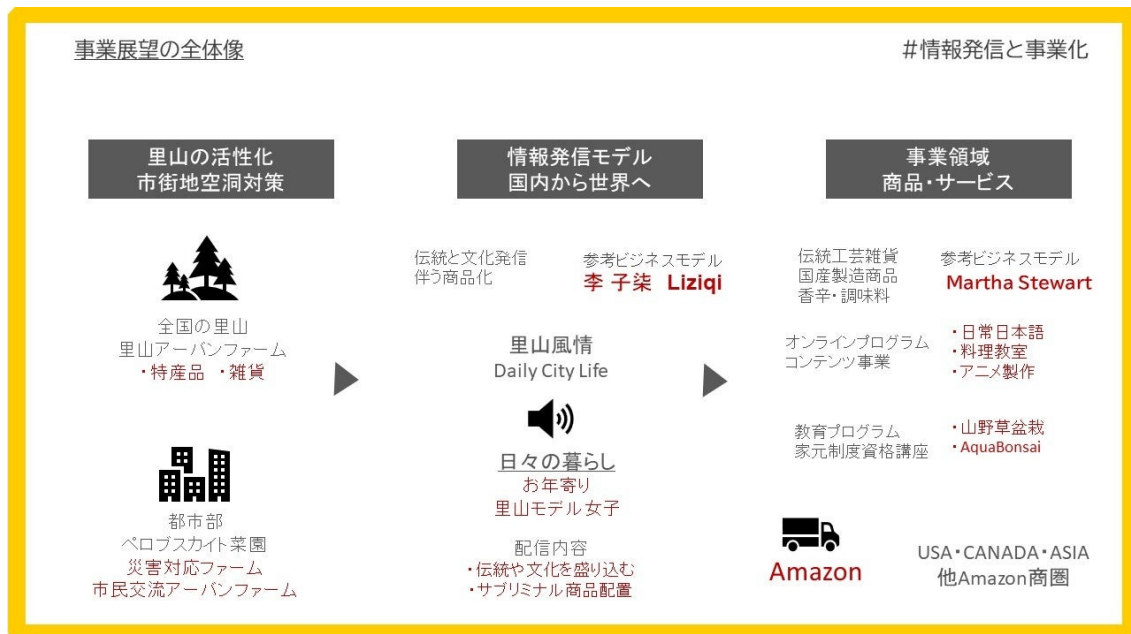 事業展望の全体像
#情報発信と事業化
里山の活性化
市街地空洞対策
全国の里山
里山アーバンファーム
・特産品 ・雑貨
都市部
ペロブスカイト菜園
災害対応ファーム
市民交流アーバンファーム
情報発信モデル
国内から世界へ
伝統と文化発信
伴う商品化
参考ビジネスモデル
李 子柒 Liziqi
里山風情
Daily City Life
日々の暮らし
お年寄り
里山モデル女子
配信内容
・伝統や文化を盛り込む
・サブリミナル商品配置
事業領域
商品・サービス
伝統工芸雑貨
国産製造商品
香辛・調味料
参考ビジネスモデル
Martha Stewart
オンラインプログラム
コンテンツ事業
・日常日本語
・料理教室
・アニメ製作
教育プログラム
家元制度資格講座
・山野草盆栽
・AquaBonsai
Amazon
USA・CANADA・ASIA
他Amazon商圏